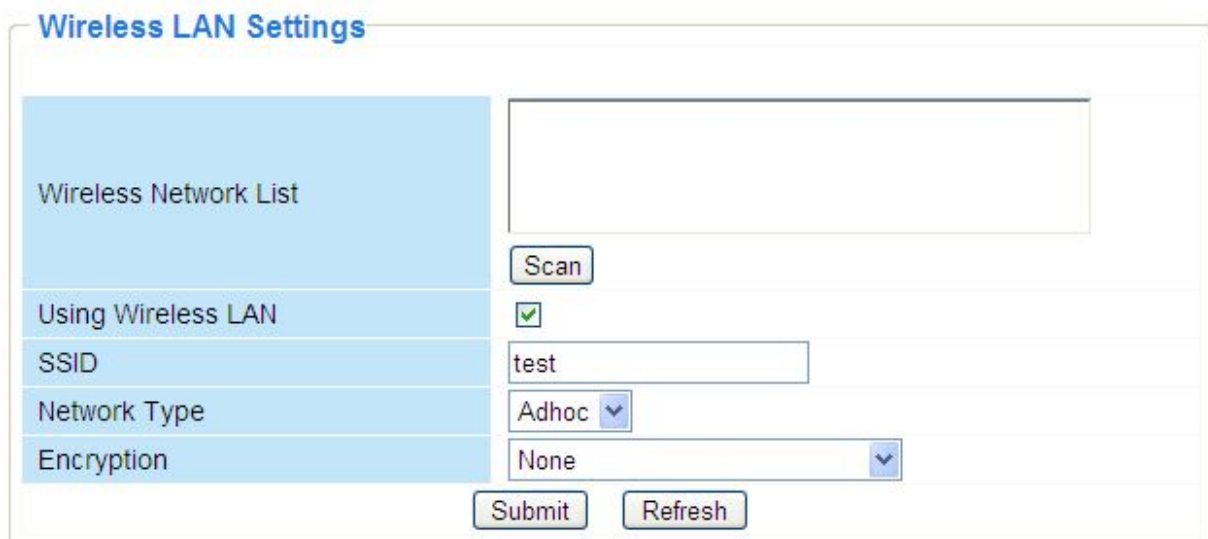 Wireless LAN Settings
Wireless Network List
Scan
Using Wireless LAN
SSID
test
Network Type
Adhoc
Encryption
None
Submit Refresh